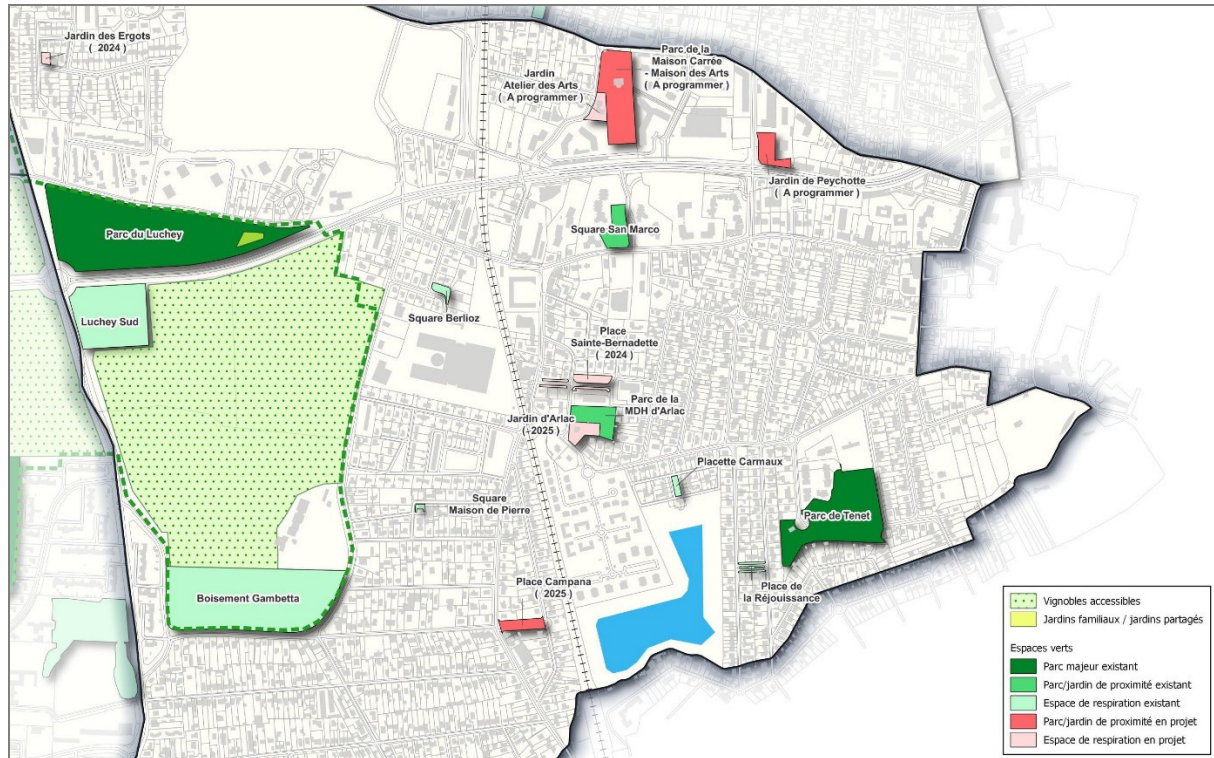 Jardin des Ergots
( 2024 )
Jardin
Atelier des Arts
( A programmer )
Parc de la
Maison Carrée
- Maison des Arts
( A programmer )
Jardin de Peychotte
( A programmer )
Parc du Luchey
Square San Marco
Luchey Sud
Square Berlioz
Place
Sainte-Bernadette
( 2024 )
Jardin d'Arlac
( 2025 )
Parc de la
MDH d'Arlac
Placette Carmaux
Square
Maison de Pierre
Parc de Tenet
Boisement Gambetta
Place Campana
( 2025 )
Place de
la Réjouissance
Vignobles accessibles
Jardins familiaux / jardins partagés
Espaces verts
Parc majeur existant
Parc/jardin de proximité existant
Espace de respiration existant
Parc/jardin de proximité en projet
Espace de respiration en projet